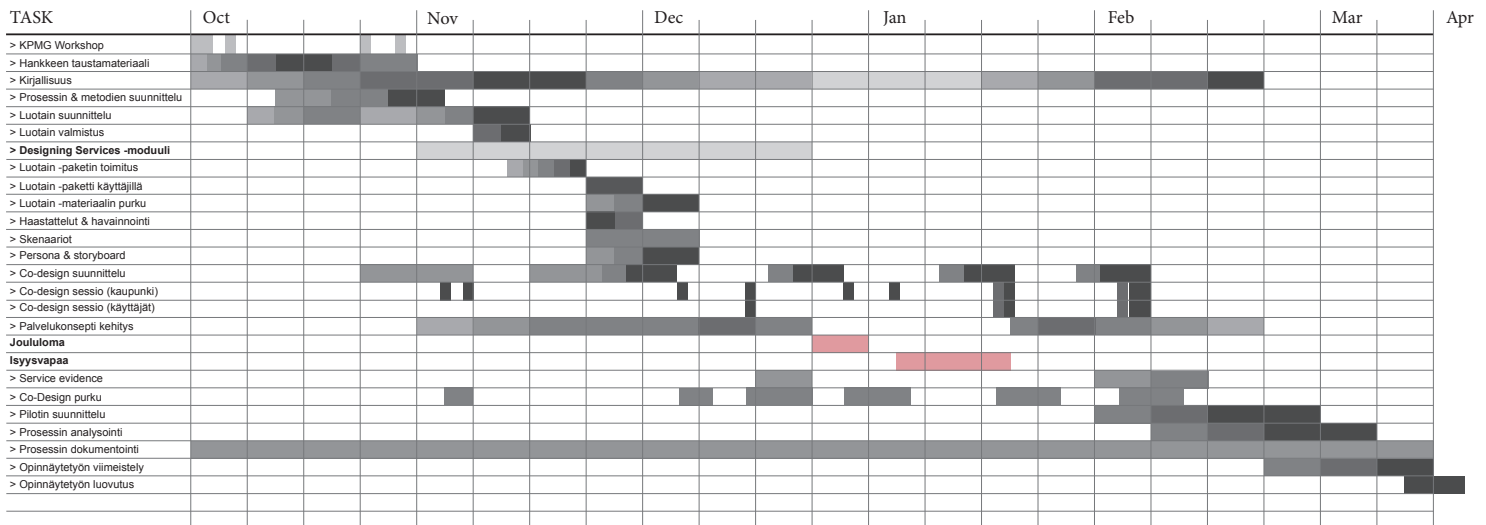 TASK Oct Nov Dec Jan Feb Mar Apr
> KPMG Workshop
> Hankkeen taustamateriaali
> Kirjallisuus
> Prosessin & metodien suunnittelu
> Luotain suunnittelu
> Luotain valmistus
> Designing Services -moduuli
> Luotain -paketin toimitus
> Luotain -paketti käyttäjillä
> Luotain -materiaalin purku
> Haastattelut & havainnointi
> Skenaariot
> Persona & storyboard
> Co-design suunnittelu
> Co-design sessio (kaupunki)
> Co-design sessio (käyttäjät)
> Palvelukonsepti kehitys
Joululoma
Isyysvapaa
> Service evidence
> Co-Design purku
> Pilotin suunnittelu
> Prosessin analysointi
> Prosessin dokumentointi
> Opinnäytetyön viimeistely
> Opinnäytetyön luovutus